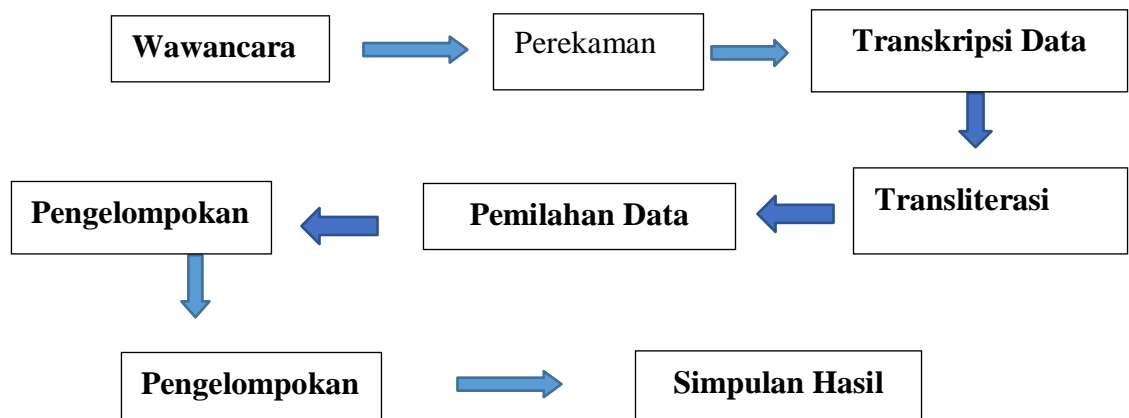 Wawancara
Perekaman
Transkripsi Data
Transliterasi
Pemilahan Data
Pengelompokan
Pengelompokan
Simpulan Hasil